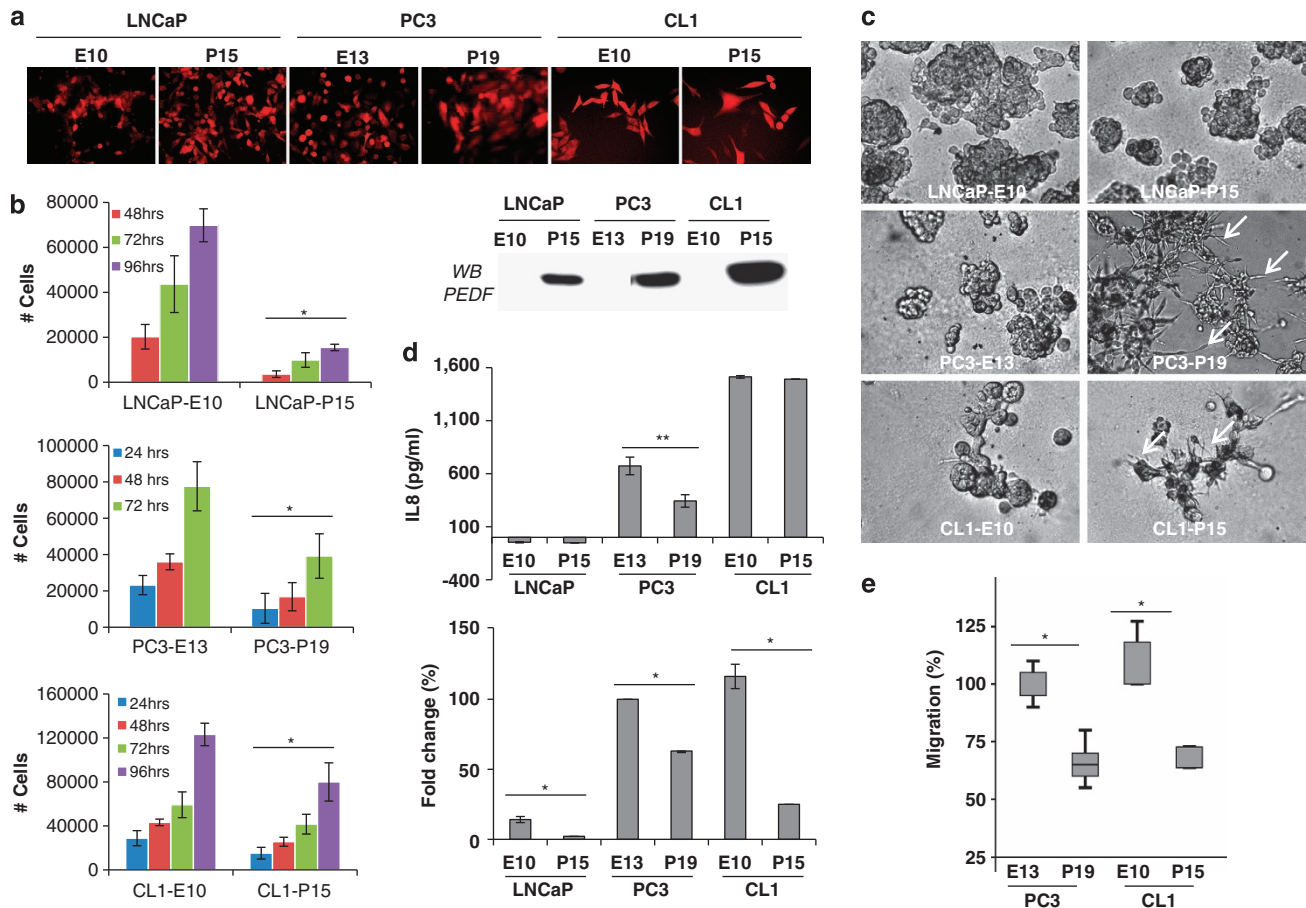 a
LNCaP PC3 CL1
E10 P15 E13 P19 E10 P15
b
80000
60000
40000
20000
0
# Cells
48hrs
72hrs
96hrs
*
LNCaP-E10 LNCaP-P15
100000
80000
60000
40000
20000
0
# Cells
24 hrs
48 hrs
72 hrs
*
PC3-E13 PC3-P19
160000
120000
80000
40000
0
# Cells
24hrs
48hrs
72hrs
96hrs
*
CL1-E10 CL1-P15
LNCaP PC3 CL1
E10 P15 E13 P19 E10 P15
WB
PEDF
d
1,600
1,100
600
100
-400
IL8 (pg/ml)
**
E10 P15 E13 P19 E10 P15
LNCaP PC3 CL1
150
100
50
0
Fold change (%)
* * *
E10 P15 E13 P19 E10 P15
LNCaP PC3 CL1
c
LNCaP-E10 LNCaP-P15
PC3-E13 PC3-P19
CL1-E10 CL1-P15
e
125
100
75
50
25
Migration (%)
* *
E13 P19 E10 P15
PC3 CL1